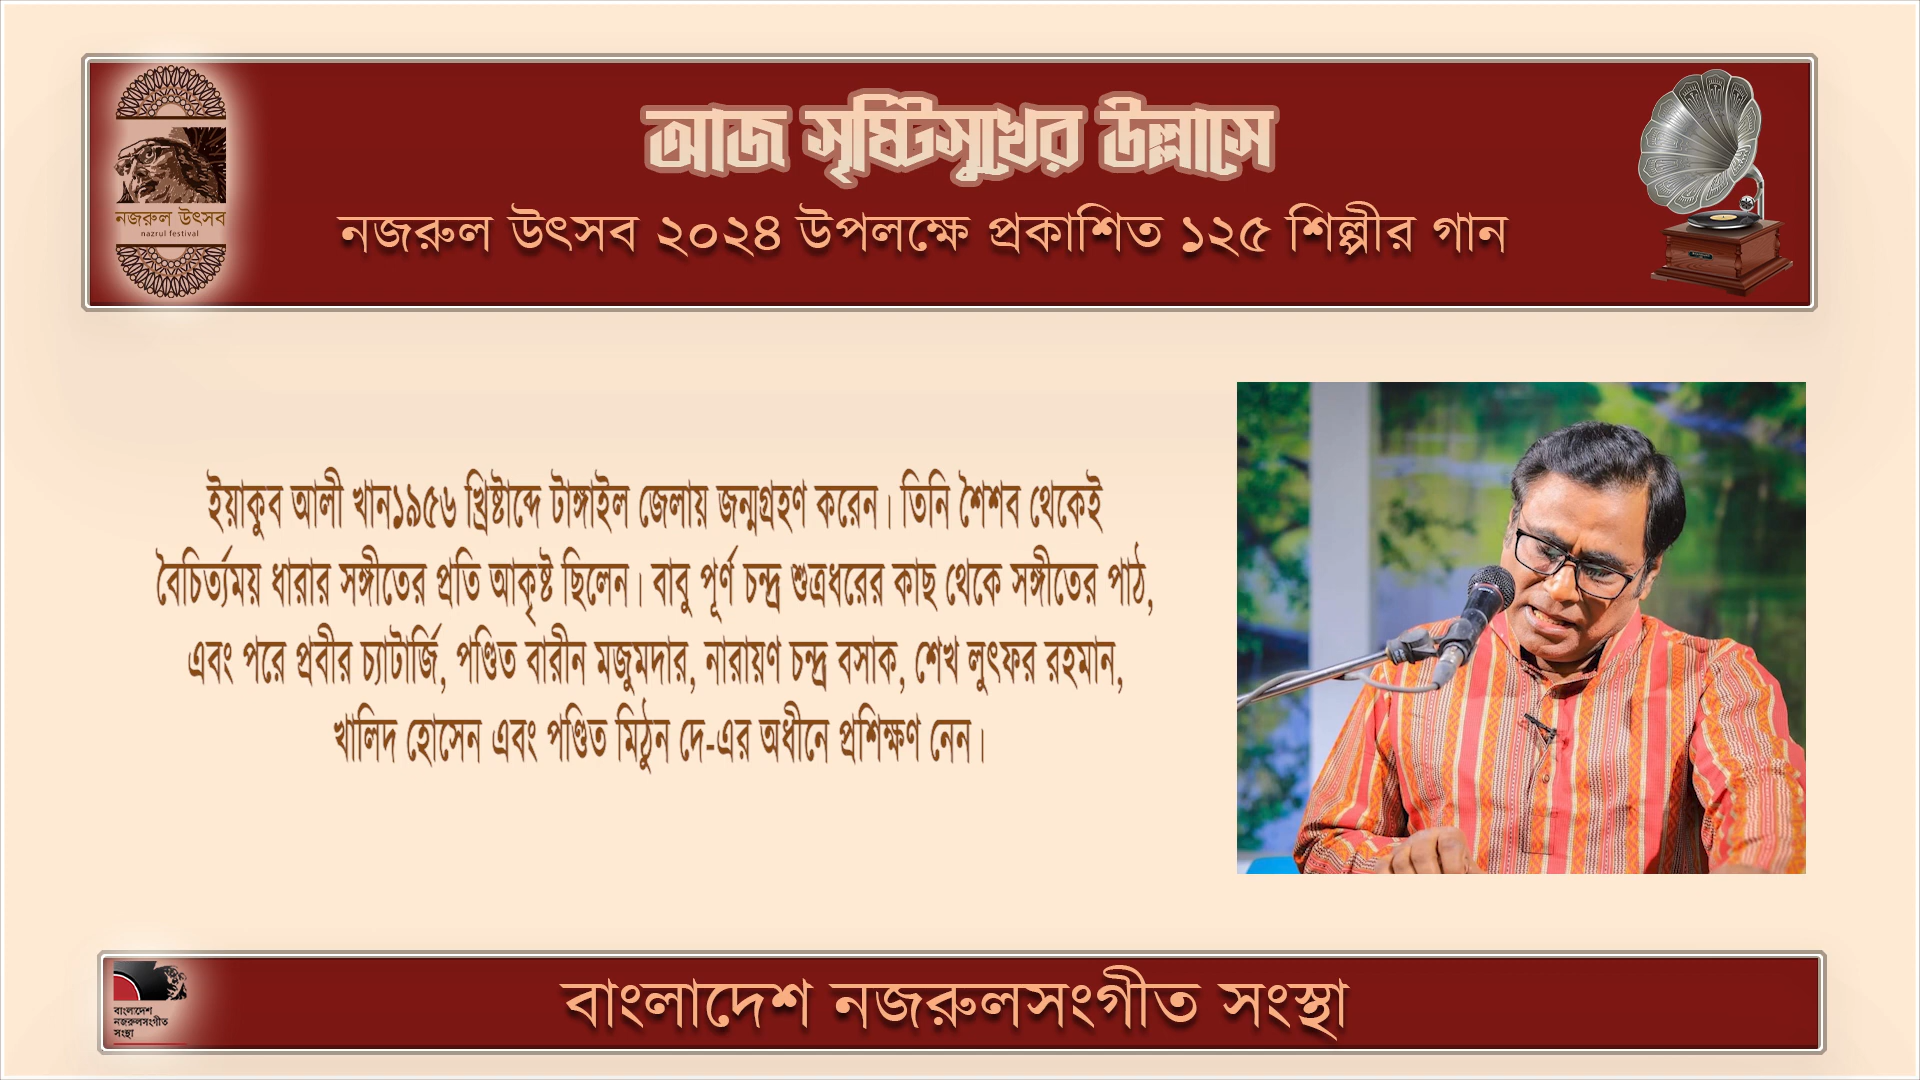 আজ সৃষ্টিসুখের উল্লাসে
নজরুল উৎসব ২০২৪ উপলক্ষে প্রকাশিত ১২৫ শিল্পীর গান
নজরুল উৎসব
nazrul festival
ইয়াকুব আলী খান১৯৫৬ খ্রিষ্টাব্দে টাঙ্গাইল জেলায় জন্মগ্রহণ করেন। তিনি শৈশব থেকেই
বৈচির্ত্যময় ধারার সঙ্গীতের প্রতি আকৃষ্ট ছিলেন। বাবু পূর্ণ চন্দ্র শুত্রধরের কাছ থেকে সঙ্গীতের পাঠ,
এবং পরে প্রবীর চ্যাটার্জি, পণ্ডিত বারীন মজুমদার, নারায়ণ চন্দ্র বসাক, শেখ লুৎফর রহমান,
খালিদ হোসেন এবং পণ্ডিত মিঠুন দে-এর অধীনে প্রশিক্ষণ নেন।
বাংলাদেশ
নজরুলসংগীত
সংস্থা
বাংলাদেশ নজরুলসংগীত সংস্থা